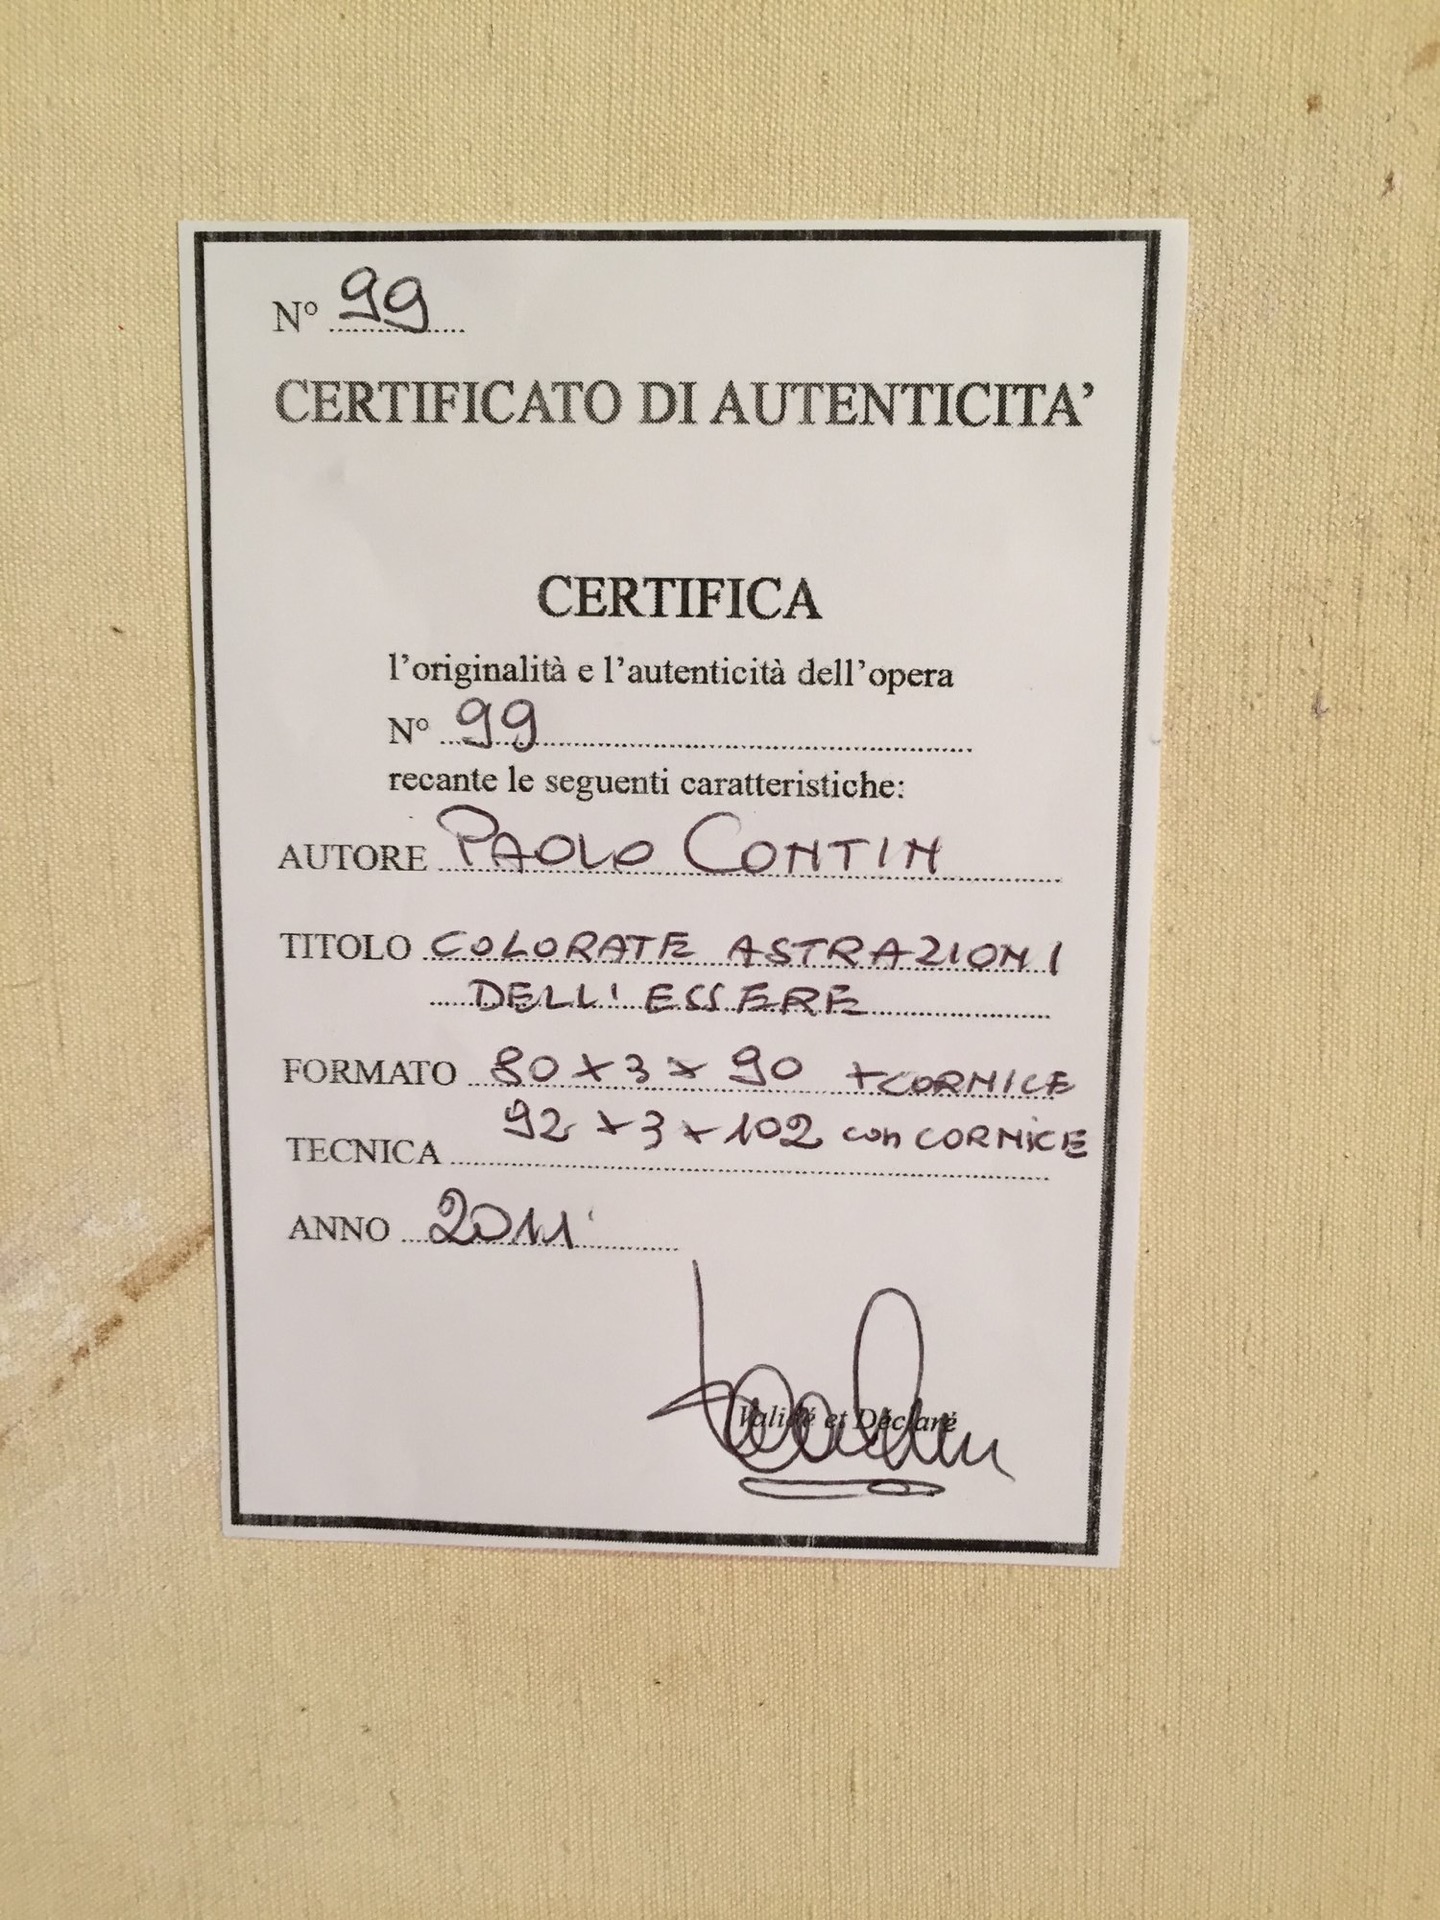 N° 99
CERTIFICATO DI AUTENTICITA'
CERTIFICA
l'originalità e l'autenticità dell'opera
N° 99
recante le seguenti caratteristiche:
AUTORE PAOLO CONTIN
TITOLO COLORATE ASTRAZIONI
DELL'ESSERE
FORMATO 80 x 3 x 90 + CORNICE
92 x 3 x 102 con CORNICE
TECNICA
ANNO 2011
Validé et Déclaré